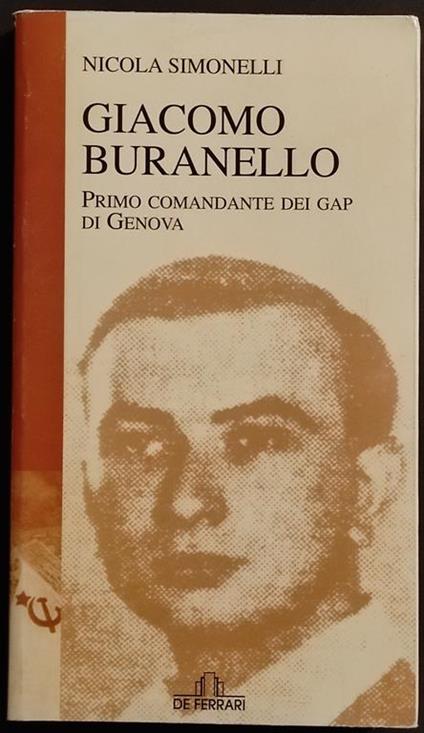 NICOLA SIMONELLI
GIACOMO
BURANELLO
PRIMO COMANDANTE DEI GAP
DI GENOVA
DE FERRARI